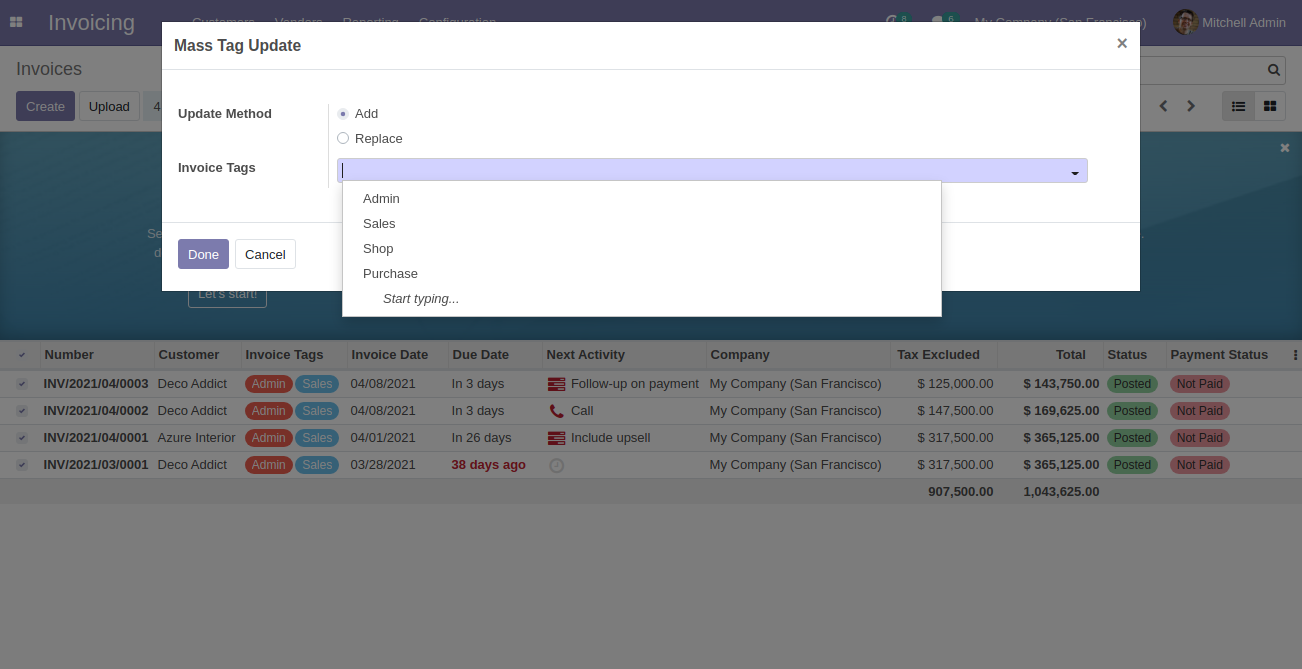 Invoicing
Customers Vendors Reporting Configuration
8
6
My Company (San Francisco)
Mitchell Admin
Mass Tag Update
×
Invoices
Create
Upload
4
Update Method
Add
Replace
Invoice Tags
Admin
Sales
Shop
Purchase
Start typing...
Se
d
Done
Cancel
Let's start!
Number Customer Invoice Tags Invoice Date Due Date Next Activity Company Tax Excluded Total Status Payment Status
INV/2021/04/0003 Deco Addict Admin Sales 04/08/2021 In 3 days Follow-up on payment My Company (San Francisco) $ 125,000.00 $ 143,750.00 Posted Not Paid
INV/2021/04/0002 Deco Addict Admin Sales 04/08/2021 In 3 days Call My Company (San Francisco) $ 147,500.00 $ 169,625.00 Posted Not Paid
INV/2021/04/0001 Azure Interior Admin Sales 04/01/2021 In 26 days Include upsell My Company (San Francisco) $ 317,500.00 $ 365,125.00 Posted Not Paid
INV/2021/03/0001 Deco Addict Admin Sales 03/28/2021 38 days ago My Company (San Francisco) $ 317,500.00 $ 365,125.00 Posted Not Paid
907,500.00 1,043,625.00